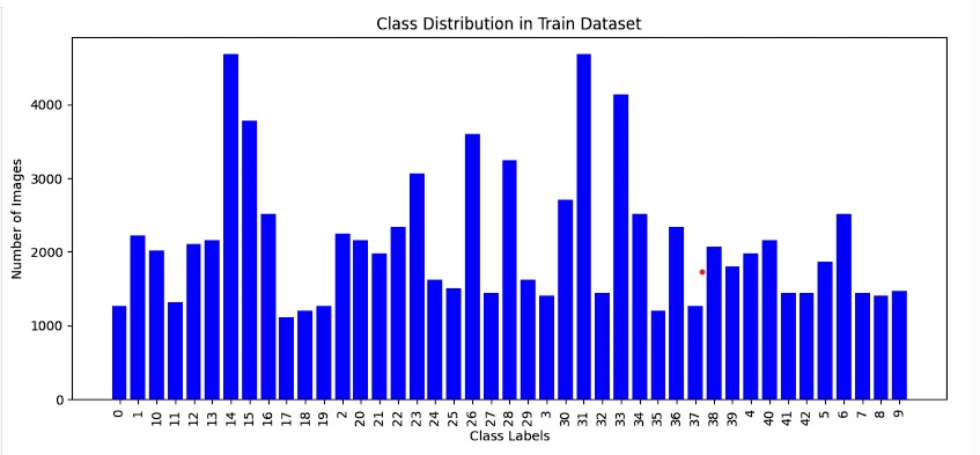 Class Distribution in Train Dataset
Number of Images
4000
3000
2000
1000
0
0 1 10 11 12 13 14 15 16 17 18 19 2 20 21 22 23 24 25 26 27 28 29 3 30 31 32 33 34 35 36 37 38 39 4 40 41 42 5 6 7 8 9
Class Labels